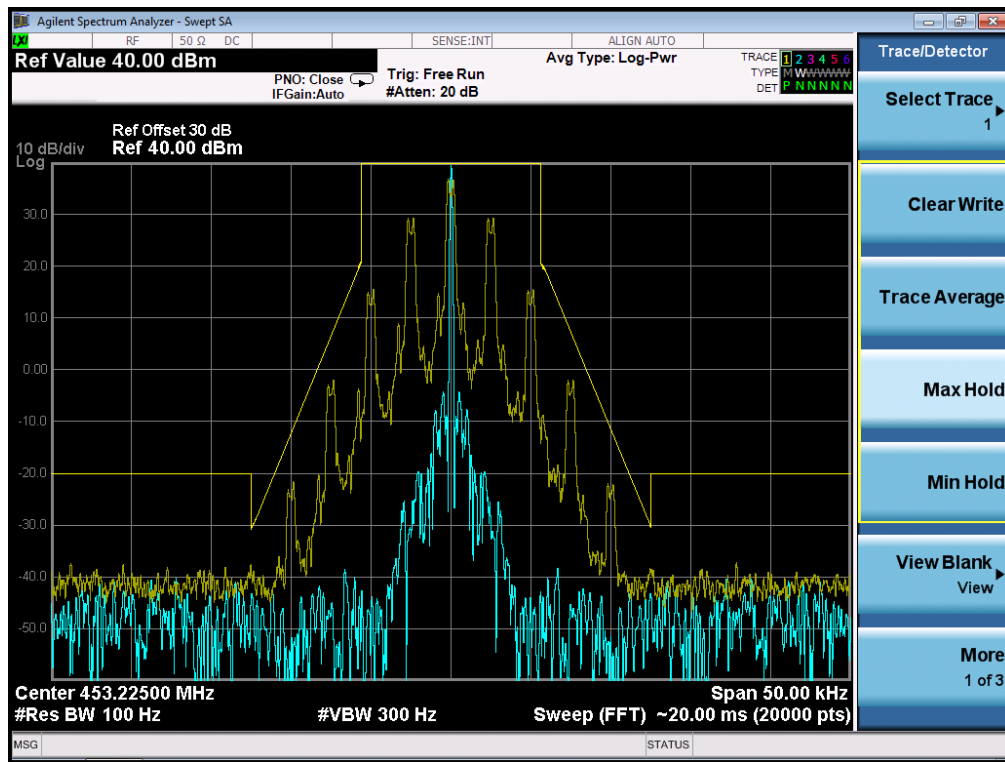 Agilent Spectrum Analyzer - Swept SA
LXI RF 50 Ω DC SENSE:INT ALIGN AUTO
Ref Value 40.00 dBm
PNO: Close
IFGain:Auto
Trig: Free Run
#Atten: 20 dB
Avg Type: Log-Pwr
TRACE 1 2 3 4 5 6
TYPE M W W W W W
DET P N N N N N
Ref Offset 30 dB
10 dB/div Ref 40.00 dBm
Log
30.0
20.0
10.0
0.00
-10.0
-20.0
-30.0
-40.0
-50.0
Center 453.22500 MHz Span 50.00 kHz
#Res BW 100 Hz #VBW 300 Hz Sweep (FFT) ~20.00 ms (20000 pts)
MSG STATUS
Trace/Detector
Select Trace
1
Clear Write
Trace Average
Max Hold
Min Hold
View Blank
View
More
1 of 3